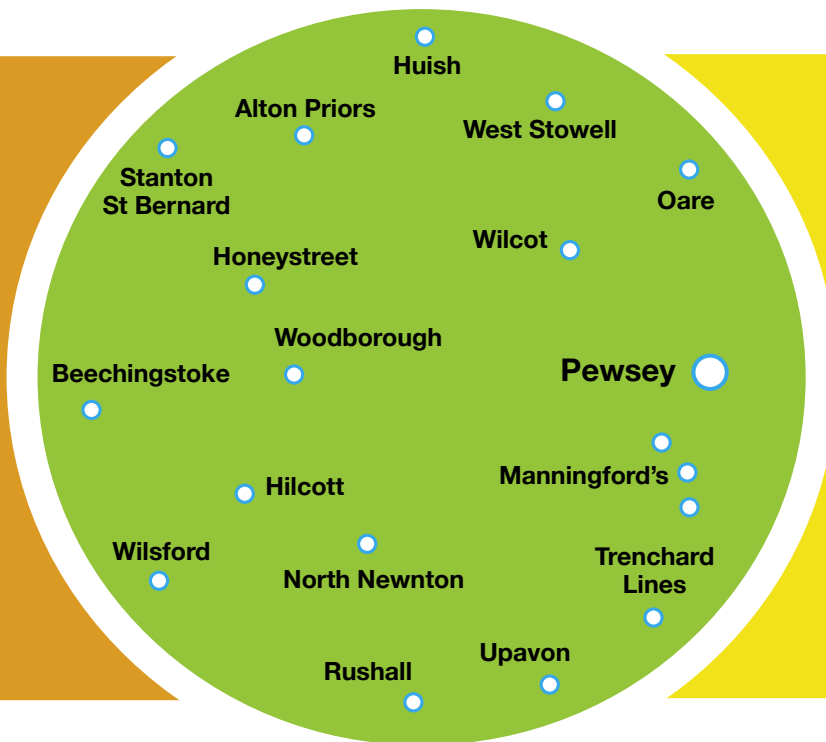 Huish
Alton Priors
West Stowell
Stanton
St Bernard
Oare
Wilcot
Honeystreet
Woodborough
Beechingstoke
Pewsey
Manningford's
Hilcott
Wilsford
North Newnton
Trenchard
Lines
Upavon
Rushall